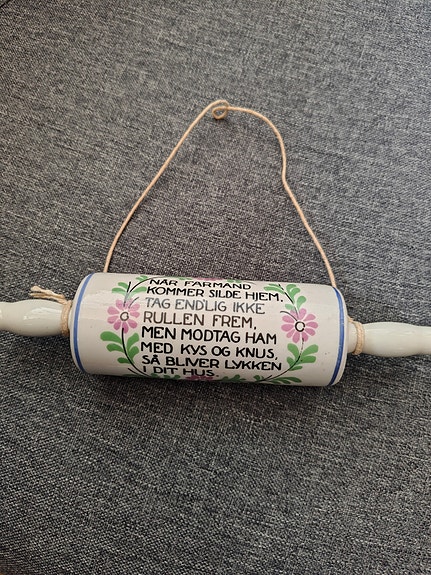 NÅR FARMAND
KOMMER SILDE HJEM,
TAG END'LIG IKKE
RULLEN FREM,
MEN MODTAG HAM
MED KYS OG KNUS,
SÅ BLIVER LYKKEN
I DIT HUS.